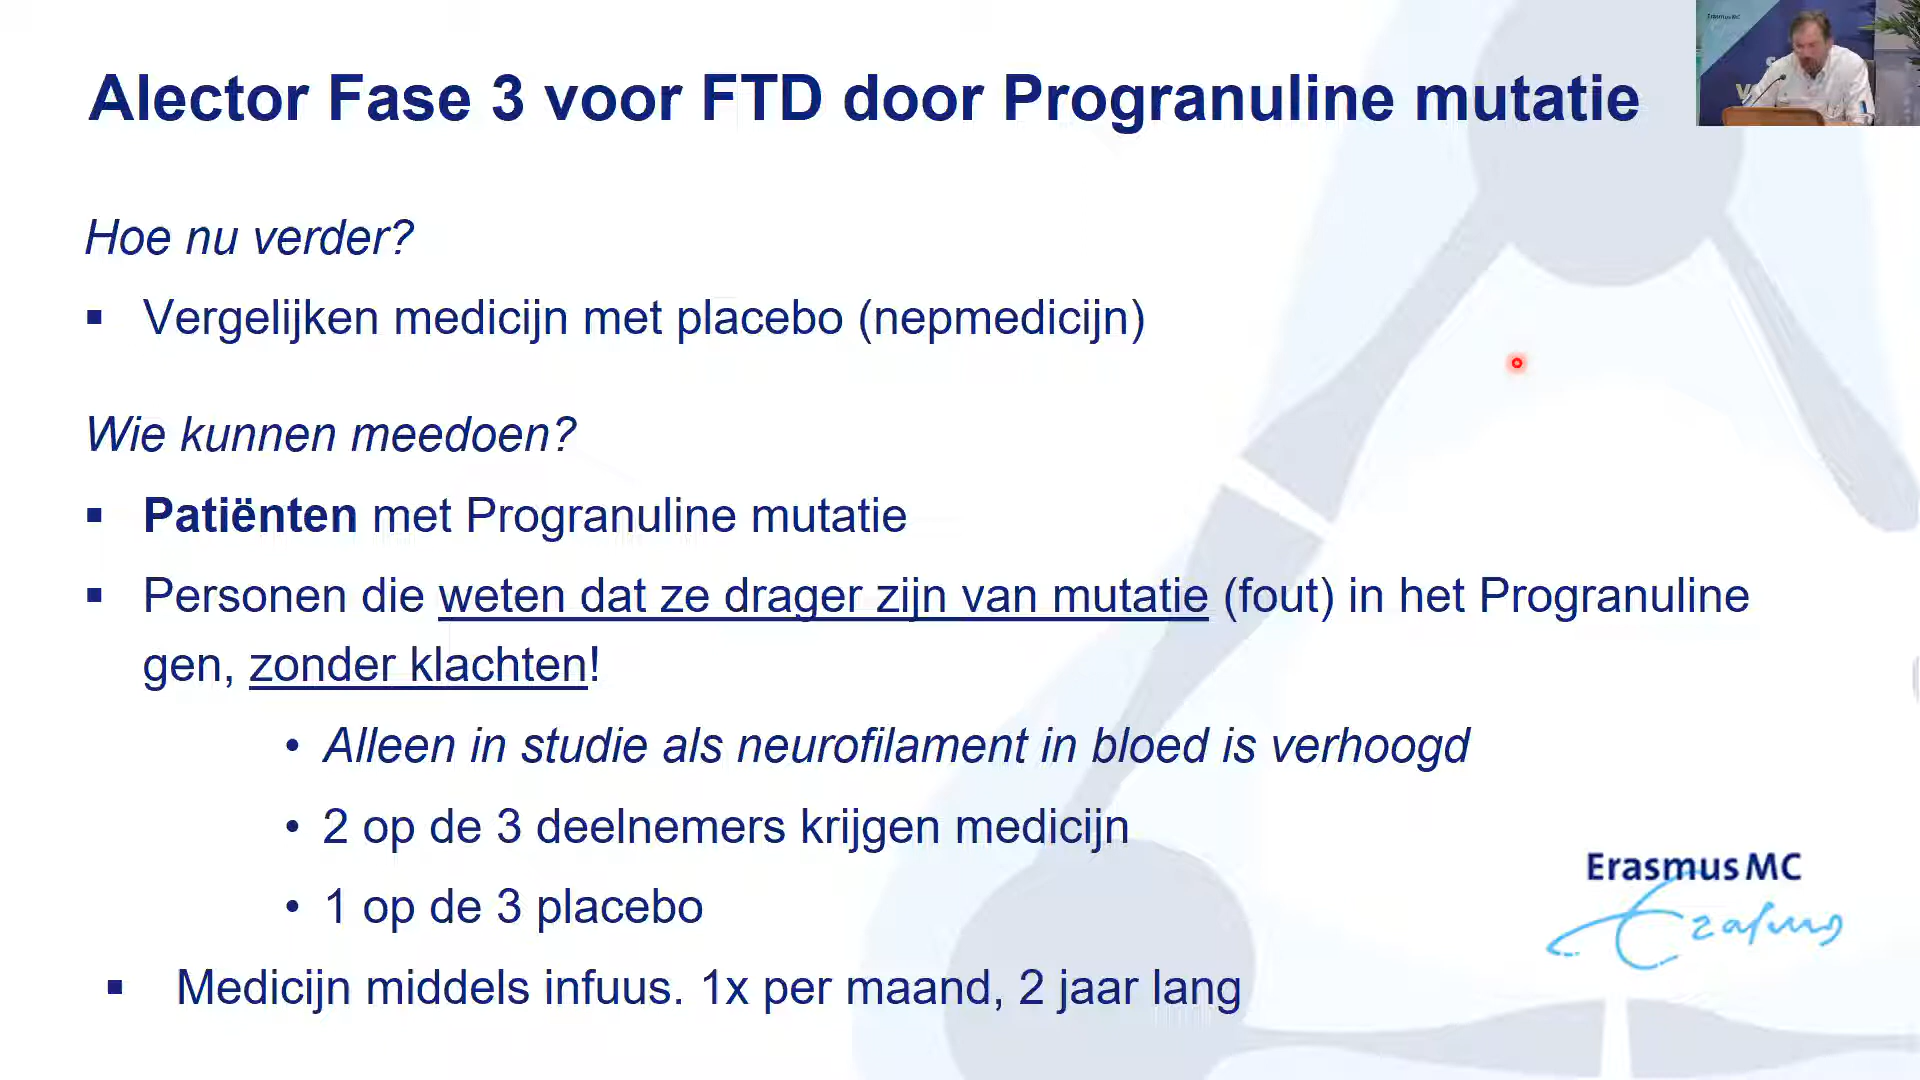 Alector Fase 3 voor FTD door Progranuline mutatie
Erasmus MC
Hoe nu verder?
▪ Vergelijken medicijn met placebo (nepmedicijn)
Wie kunnen meedoen?
▪ Patiënten met Progranuline mutatie
▪ Personen die weten dat ze drager zijn van mutatie (fout) in het Progranuline
gen, zonder klachten!
• Alleen in studie als neurofilament in bloed is verhoogd
• 2 op de 3 deelnemers krijgen medicijn
• 1 op de 3 placebo
▪ Medicijn middels infuus. 1x per maand, 2 jaar lang
Erasmus MC
Erasmus